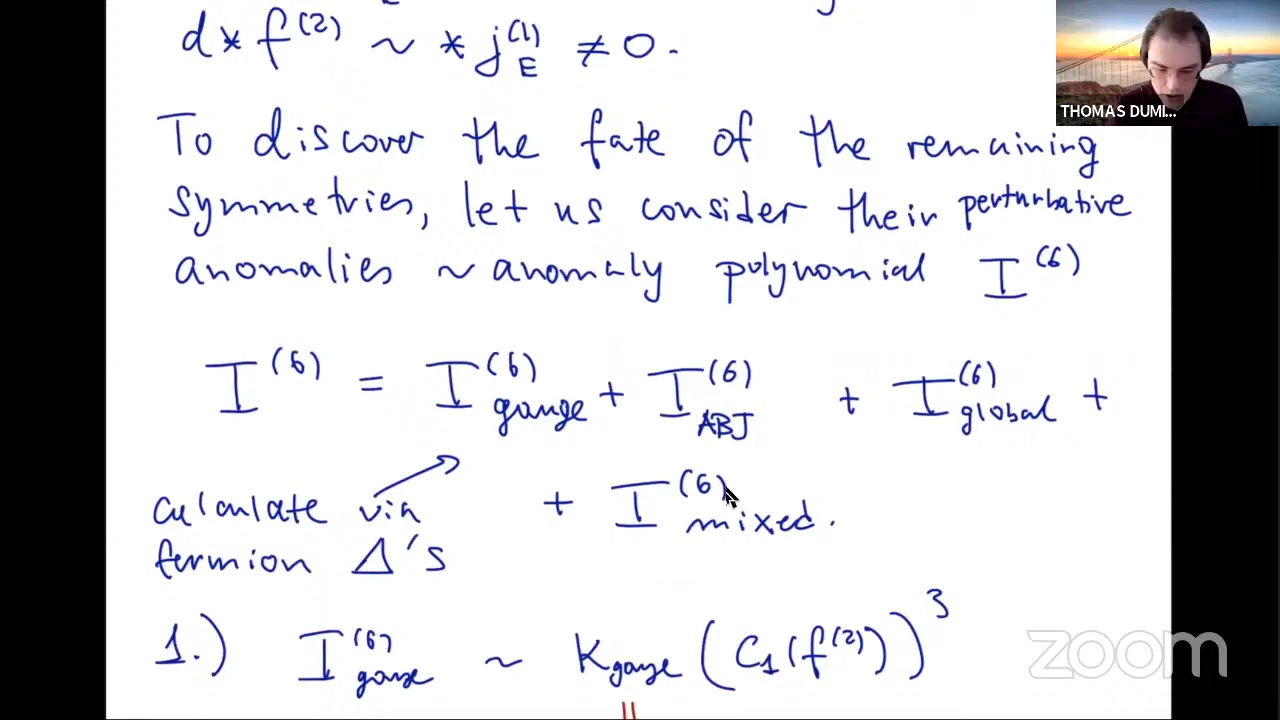 d * f^(2) ~ * j_E^(1) ≠ 0.
THOMAS DUMI...
To discover the fate of the remaining
symmetries, let us consider their perturbative
anomalies ~ anomaly polynomial I^(6)
I^(6) = I^(6)_gauge + I^(6)_ABJ + I^(6)_global +
+ I^(6)_mixed.
calculate via
fermion Δ's
1.) I^(6)_gauge ~ K_gauge (C_1(f^(2)))^3
zoom